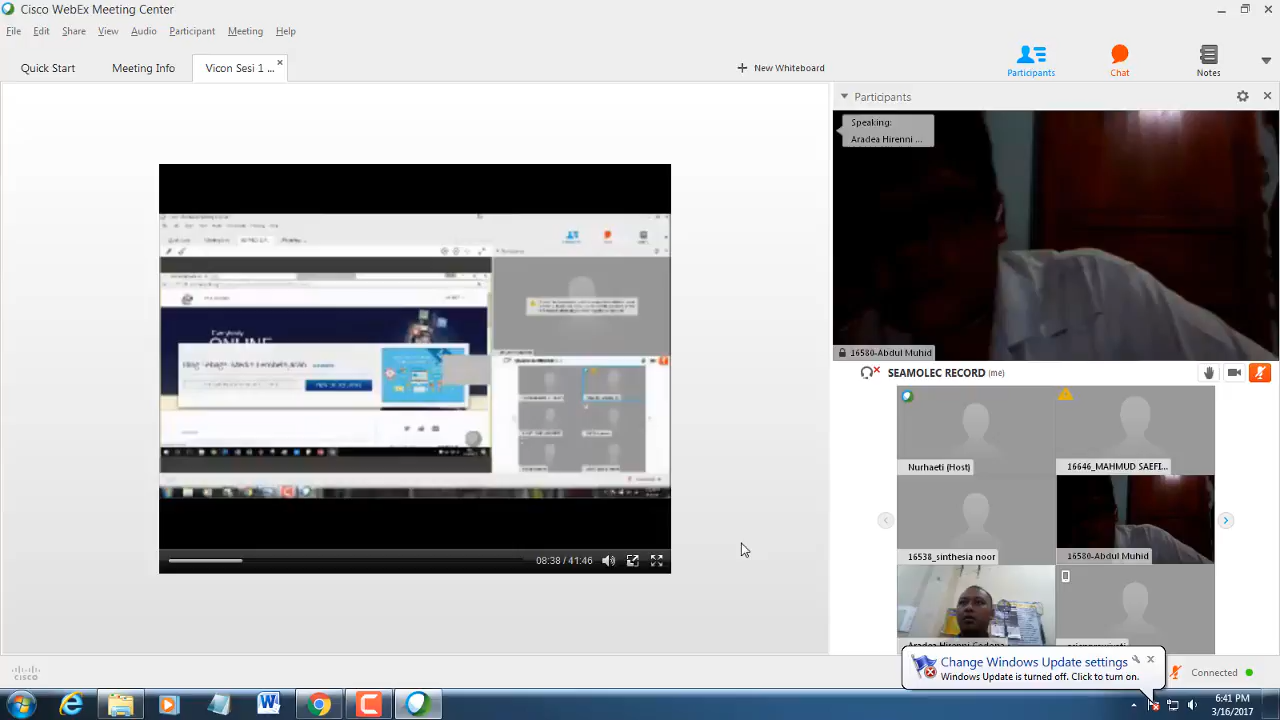 Cisco WebEx Meeting Center
File Edit Share View Audio Participant Meeting Help
Quick Start
Meeting Info
Vicon Sesi 1 ...
New Whiteboard
Participants
Chat
Notes
Participants
Speaking:
Aradea Hirenni ...
16580-Abdul Muhid
SEAMOLEC RECORD (me)
Nurhaeti (Host)
16646_MAHMUD SAEFI...
16538_sinthesia noor
16580-Abdul Muhid
ONLINE
08:38 / 41:46
Change Windows Update settings
Windows Update is turned off. Click to turn on.
cisco
Connected
6:41 PM
3/16/2017